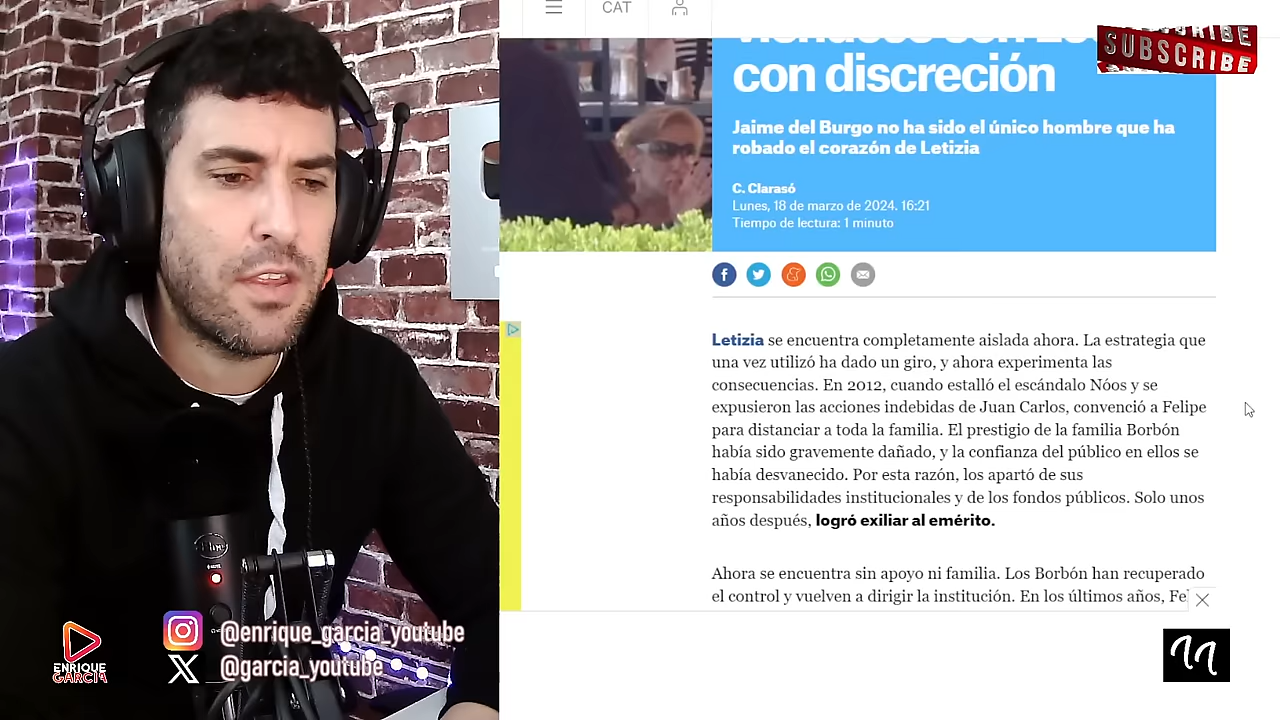 CAT
SUBSCRIBE
con discreción
Jaime del Burgo no ha sido el único hombre que ha
robado el corazón de Letizia
C. Clarasó
Lunes, 18 de marzo de 2024. 16:21
Tiempo de lectura: 1 minuto
Letizia se encuentra completamente aislada ahora. La estrategia que
una vez utilizó ha dado un giro, y ahora experimenta las
consecuencias. En 2012, cuando estalló el escándalo Nóos y se
expusieron las acciones indebidas de Juan Carlos, convenció a Felipe
para distanciar a toda la familia. El prestigio de la familia Borbón
había sido gravemente dañado, y la confianza del público en ellos se
había desvanecido. Por esta razón, los apartó de sus
responsabilidades institucionales y de los fondos públicos. Solo unos
años después, logró exiliar al emérito.
Ahora se encuentra sin apoyo ni familia. Los Borbón han recuperado
el control y vuelven a dirigir la institución. En los últimos años,
@enrique_garcia_youtube
@garcia_youtube
ENRIQUE
GARCIA